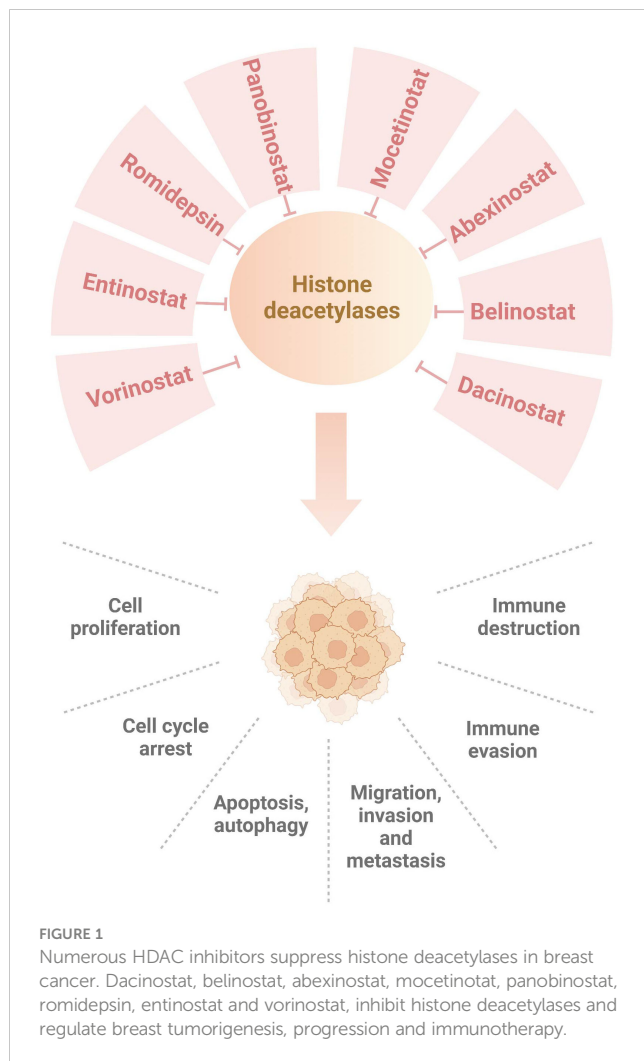 Panobinostat
Mocetinotat
Romidepsin
Abexinostat
Entinostat
Histone
deacetylases
Belinostat
Vorinostat
Dacinostat
Cell
proliferation
Immune
destruction
Cell cycle
arrest
Immune
evasion
Apoptosis,
autophagy
Migration,
invasion
and
metastasis
FIGURE 1
Numerous HDAC inhibitors suppress histone deacetylases in breast
cancer. Dacinostat, belinostat, abexinostat, mocetinotat, panobinostat,
romidepsin, entinostat and vorinostat, inhibit histone deacetylases and
regulate breast tumorigenesis, progression and immunotherapy.